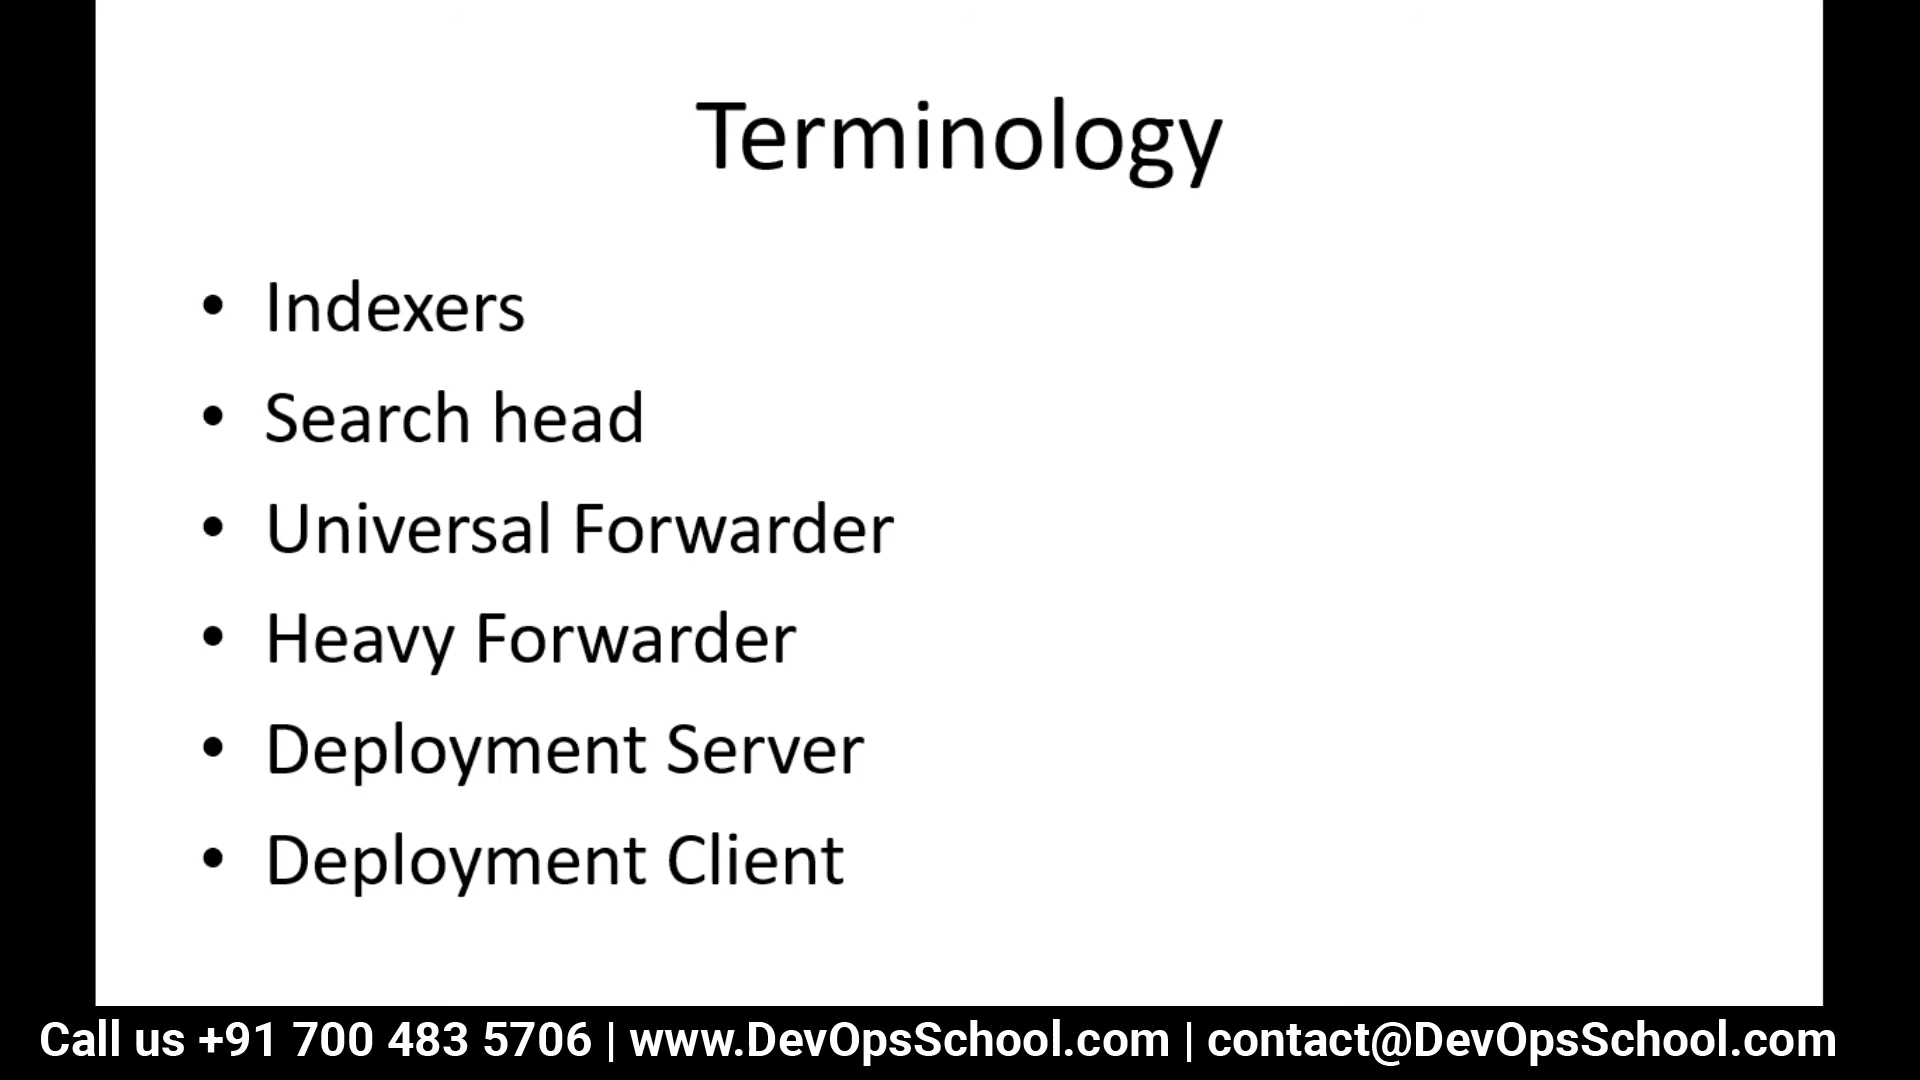 Terminology
• Indexers
• Search head
• Universal Forwarder
• Heavy Forwarder
• Deployment Server
• Deployment Client
Call us +91 700 483 5706 | www.DevOpsSchool.com | contact@DevOpsSchool.com